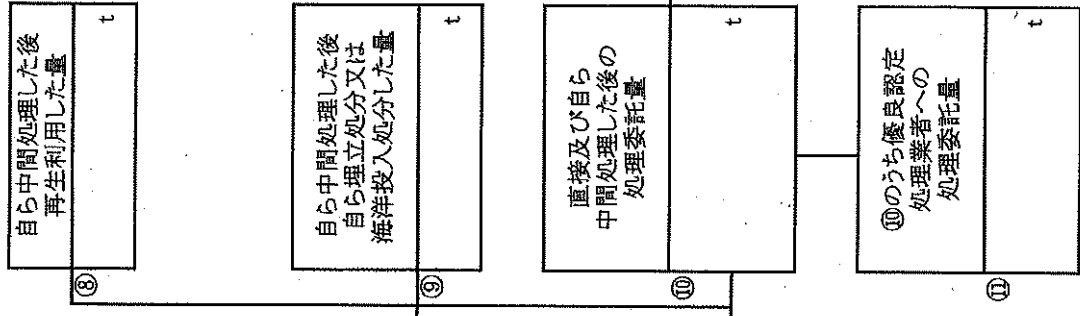 自ら中間処理した後
再生利用した量
⑧
t
自ら中間処理した後
自ら埋立処分又は
海洋投入処分した量
⑨
t
直接及び自ら
中間処理した後の
処理委託量
⑩
t
⑩のうち優良認定
処理業者への
処理委託量
⑪
t